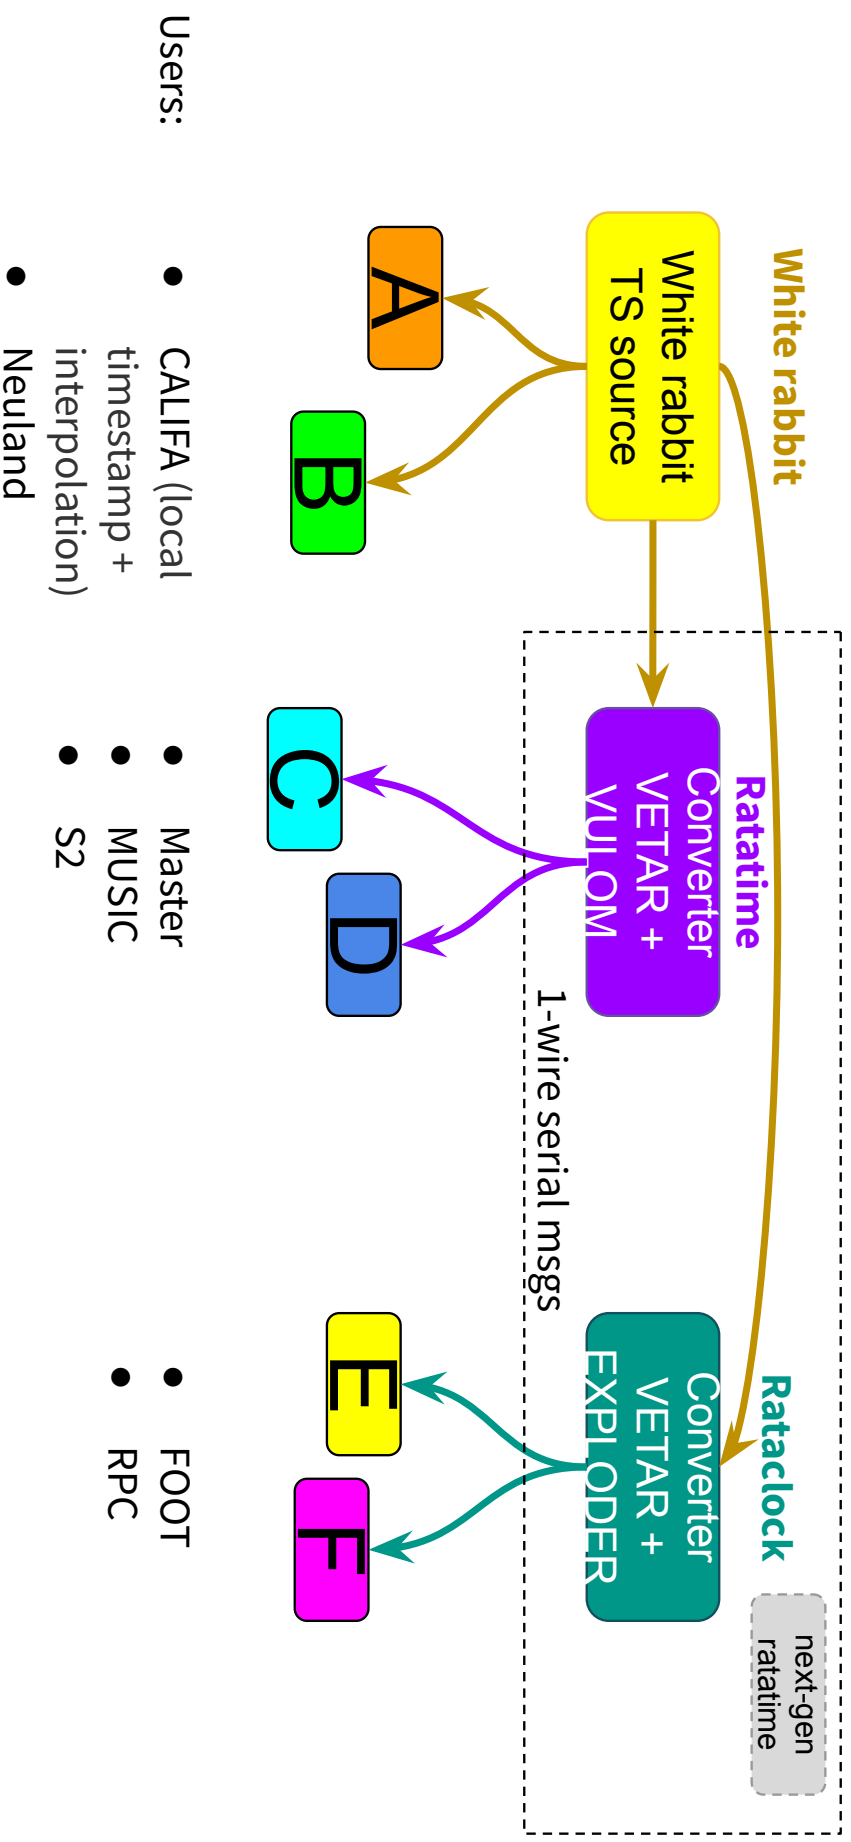 White rabbit
Ratatime
Rataclock
next-gen
ratatime
White rabbit
TS source
Converter
VETAR +
VULOM
Converter
VETAR +
EXPLODER
1-wire serial msgs
A
B
C
D
E
F
Users:
● CALIFA (local
timestamp +
interpolation)
● Neuland
● Master
● MUSIC
● S2
● FOOT
● RPC